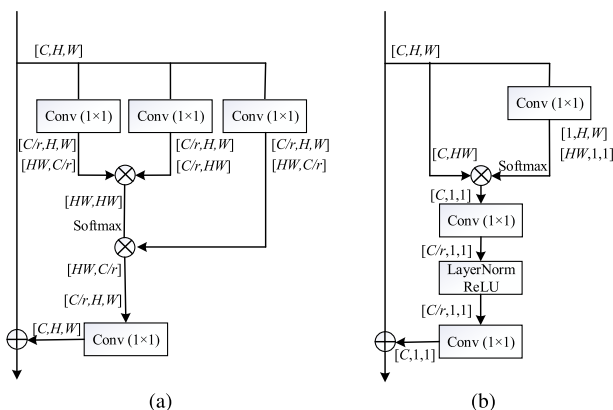 [C,H,W]
Conv (1×1)
Conv (1×1)
Conv (1×1)
[C/r,H,W]
[C/r,H,W]
[C/r,H,W]
[HW,C/r]
[C/r,HW]
[HW,C/r]
[HW,HW]
Softmax
[HW,C/r]
[C/r,H,W]
[C,H,W]
Conv (1×1)
(a)
[C,H,W]
Conv (1×1)
[1,H,W]
[C,HW]
[HW,1,1]
Softmax
[C,1,1]
Conv (1×1)
[C/r,1,1]
LayerNorm
ReLU
[C/r,1,1]
Conv (1×1)
[C,1,1]
(b)